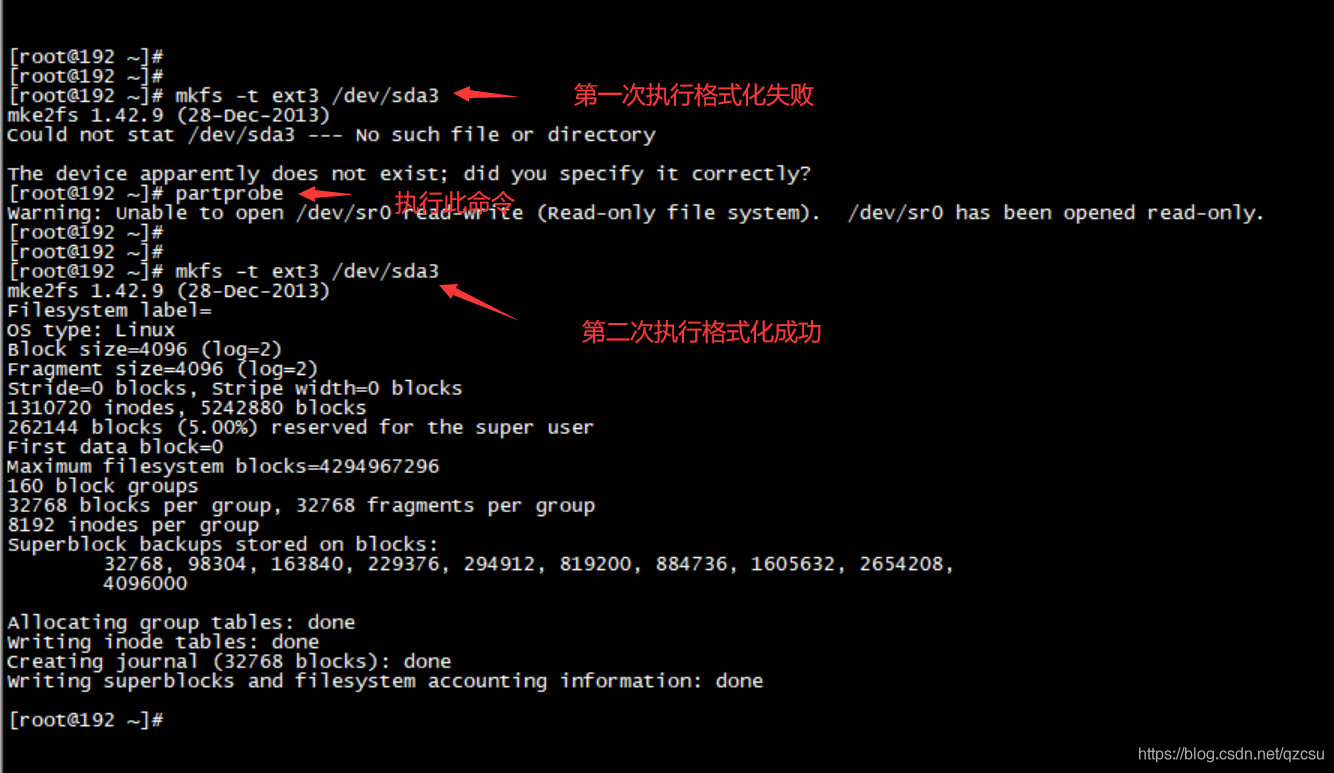 [root@192 ~]#
[root@192 ~]#
[root@192 ~]# mkfs -t ext3 /dev/sda3
第一次执行格式化失败
mke2fs 1.42.9 (28-Dec-2013)
Could not stat /dev/sda3 --- No such file or directory
The device apparently does not exist; did you specify it correctly?
[root@192 ~]# partprobe
执行此命令
Warning: Unable to open /dev/sr0 read-write (Read-only file system).  /dev/sr0 has been opened read-only.
[root@192 ~]#
[root@192 ~]#
[root@192 ~]# mkfs -t ext3 /dev/sda3
mke2fs 1.42.9 (28-Dec-2013)
Filesystem label=
OS type: Linux
第二次执行格式化成功
Block size=4096 (log=2)
Fragment size=4096 (log=2)
Stride=0 blocks, Stripe width=0 blocks
1310720 inodes, 5242880 blocks
262144 blocks (5.00%) reserved for the super user
First data block=0
Maximum filesystem blocks=4294967296
160 block groups
32768 blocks per group, 32768 fragments per group
8192 inodes per group
Superblock backups stored on blocks:
32768, 98304, 163840, 229376, 294912, 819200, 884736, 1605632, 2654208,
4096000
Allocating group tables: done
Writing inode tables: done
Creating journal (32768 blocks): done
Writing superblocks and filesystem accounting information: done
[root@192 ~]#
https://blog.csdn.net/qzcsu